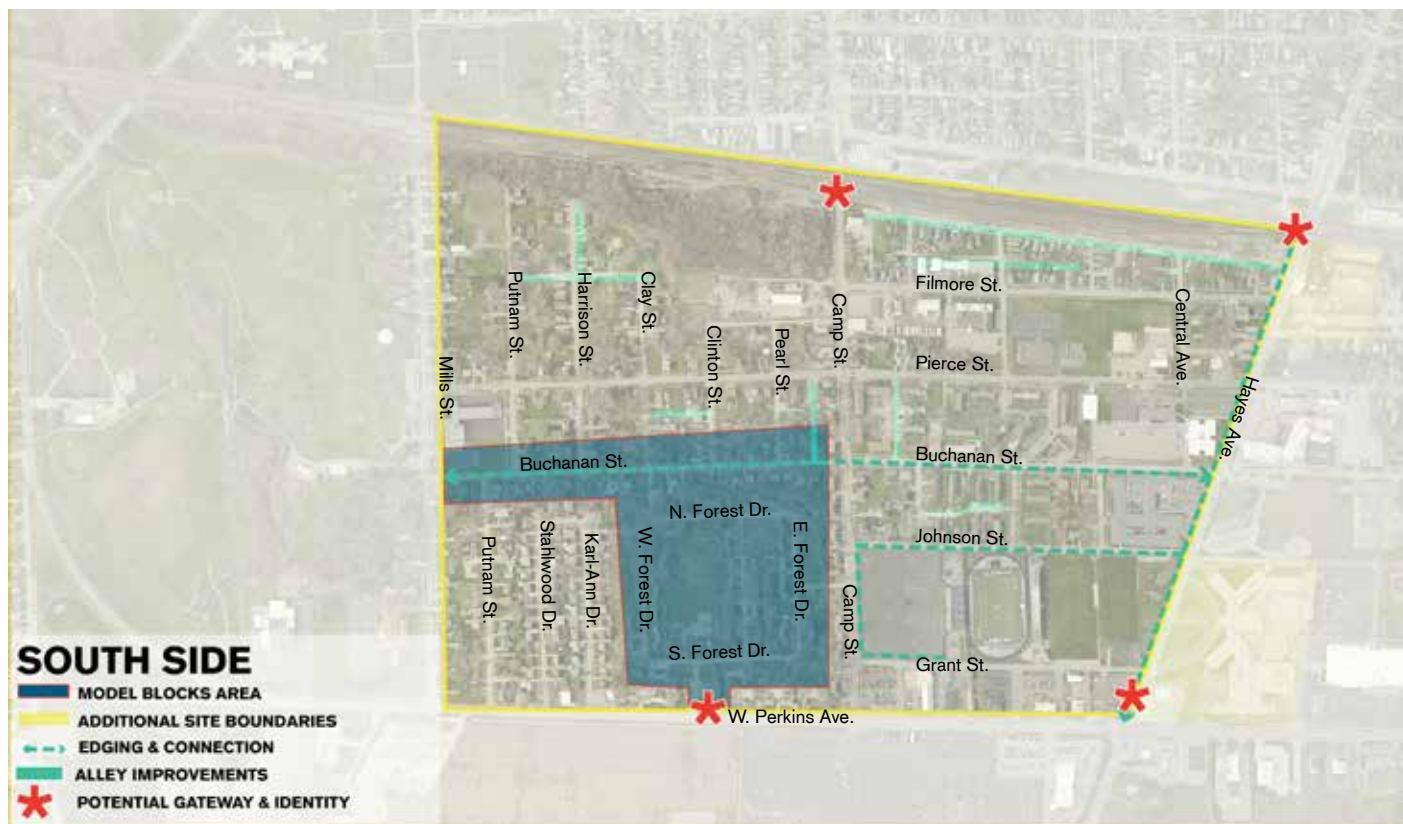 Putnam St.
Harrison St.
Clay St.
Clinton St.
Pearl St.
Camp St.
Filmore St.
Central Ave.
Pierce St.
Mills St.
Hayes Ave.
Buchanan St.
Buchanan St.
N. Forest Dr.
W. Forest Dr.
E. Forest Dr.
S. Forest Dr.
Putnam St.
Stahlwood Dr.
Karl-Ann Dr.
Johnson St.
Camp St.
Grant St.
W. Perkins Ave.
SOUTH SIDE
MODEL BLOCKS AREA
ADDITIONAL SITE BOUNDARIES
EDGING & CONNECTION
ALLEY IMPROVEMENTS
POTENTIAL GATEWAY & IDENTITY